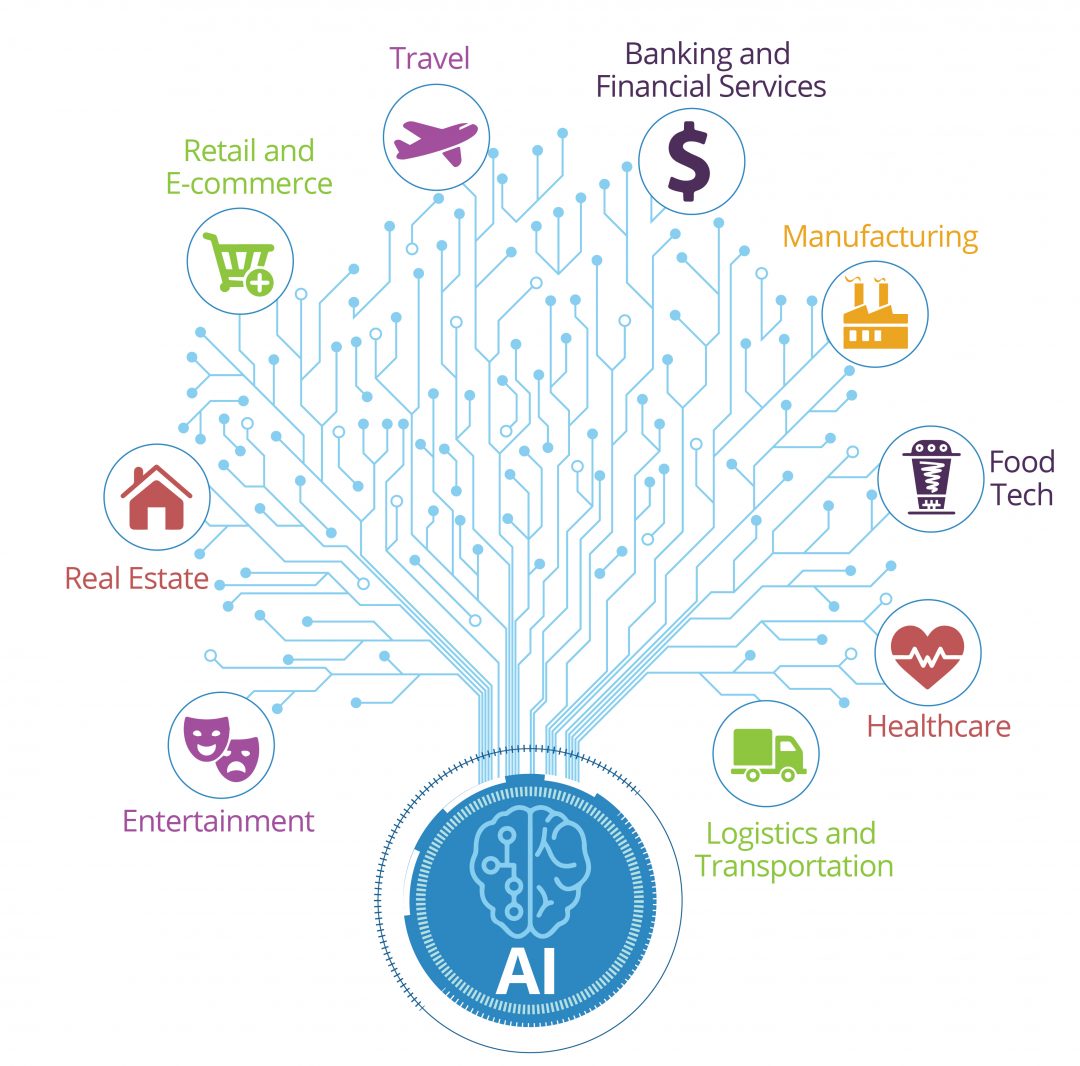 Travel
Banking and
Financial Services
Retail and
E-commerce
Manufacturing
Food
Tech
Real Estate
Healthcare
Entertainment
Logistics and
Transportation
AI